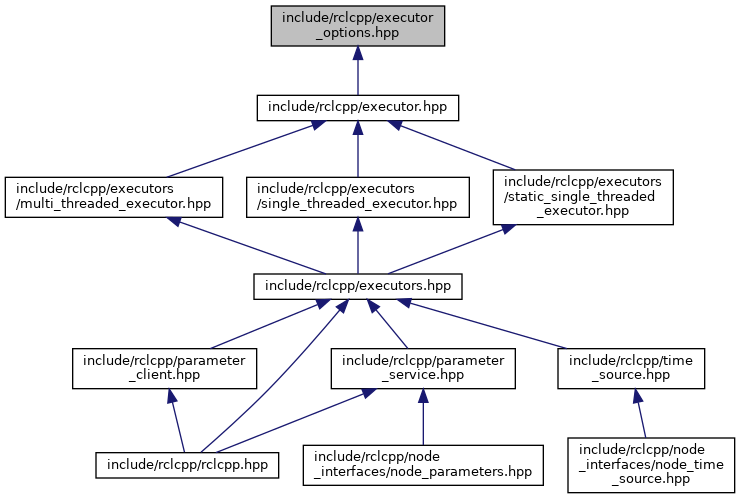 include/rclcpp/executor
_options.hpp
include/rclcpp/executor.hpp
include/rclcpp/executors
/multi_threaded_executor.hpp
include/rclcpp/executors
/single_threaded_executor.hpp
include/rclcpp/executors
/static_single_threaded
_executor.hpp
include/rclcpp/executors.hpp
include/rclcpp/parameter
_client.hpp
include/rclcpp/parameter
_service.hpp
include/rclcpp/time
_source.hpp
include/rclcpp/rclcpp.hpp
include/rclcpp/node
_interfaces/node_parameters.hpp
include/rclcpp/node
_interfaces/node_time
_source.hpp